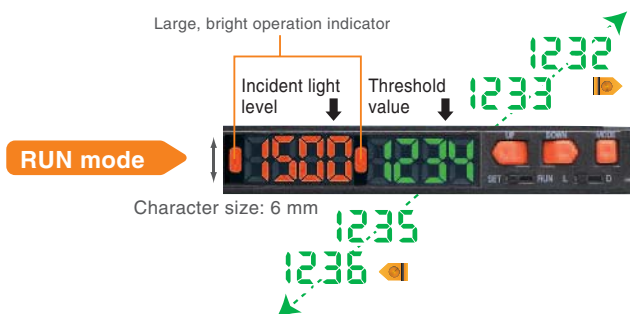 Large, bright operation indicator
1232
1233
Incident light
level
Threshold
value
UP
DOWN
MODE
RUN mode
1500
1234
SET
RUN
L
D
Character size: 6 mm
1235
1236